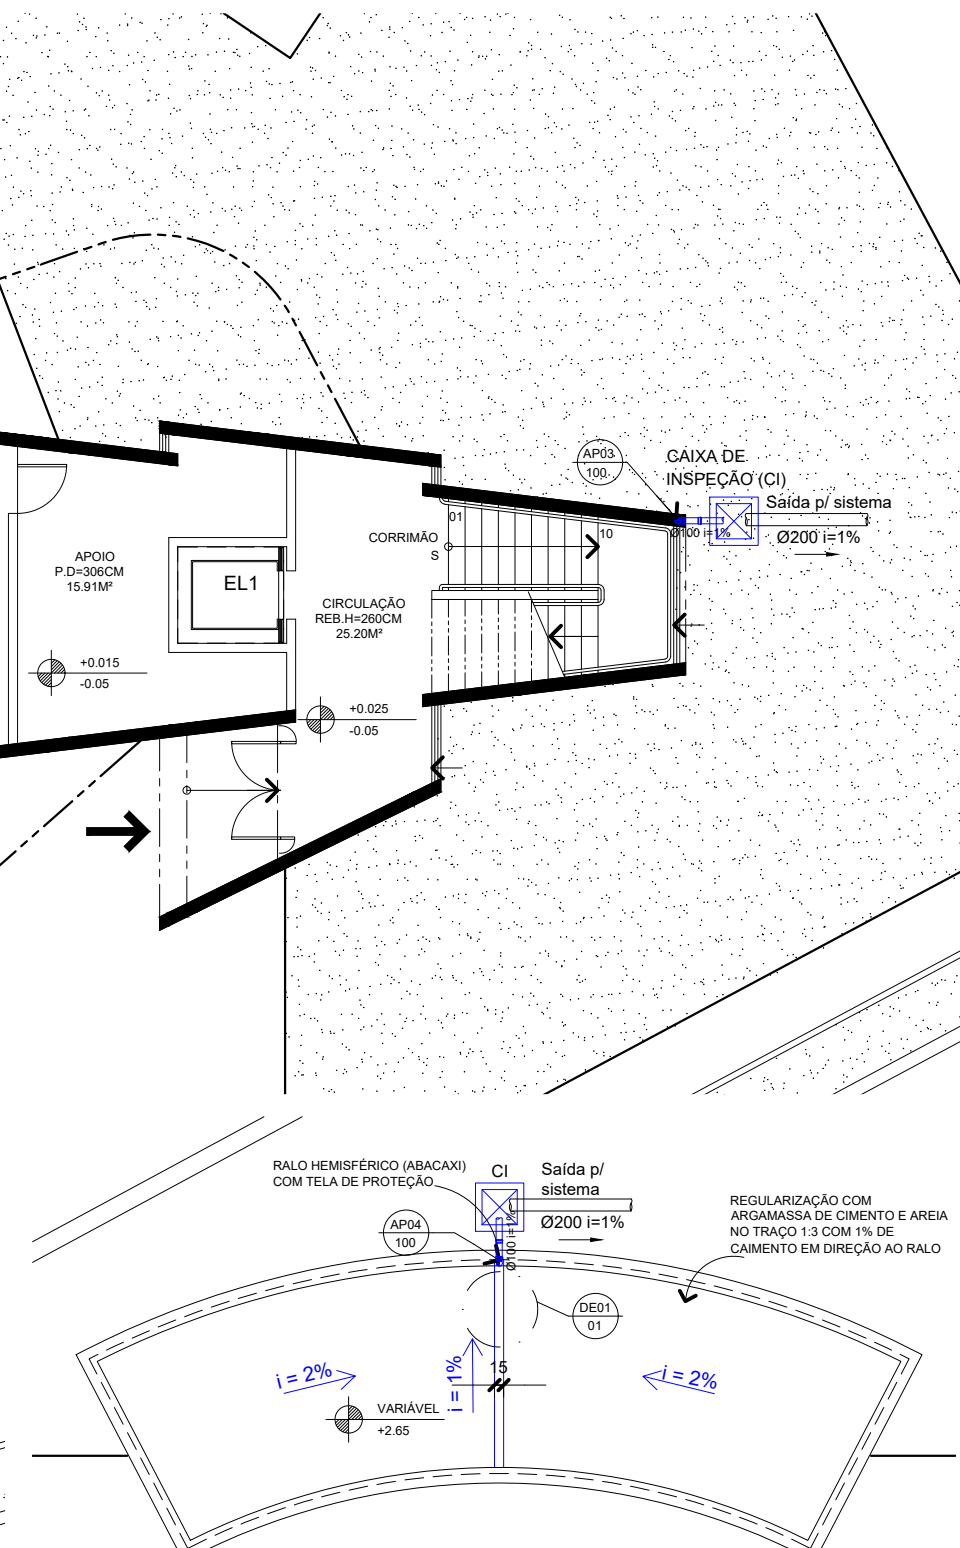 AP03
100
CAIXA DE
INSPEÇÃO (CI)
Saída p/ sistema
Ø100 i=1%
Ø200 i=1%
01
10
CORRIMÃO
S
APOIO
P.D=306CM
15.91M²
EL1
CIRCULAÇÃO
REB.H=260CM
25.20M²
+0.015
-0.05
+0.025
-0.05
RALO HEMISFÉRICO (ABACAXI)
COM TELA DE PROTEÇÃO
CI
Saída p/
sistema
Ø200 i=1%
Ø100 i=1%
AP04
100
REGULARIZAÇÃO COM
ARGAMASSA DE CIMENTO E AREIA
NO TRAÇO 1:3 COM 1% DE
CAIMENTO EM DIREÇÃO AO RALO
DE01
01
i = 2%
i = 1%
15
i = 2%
VARIÁVEL
+2.65